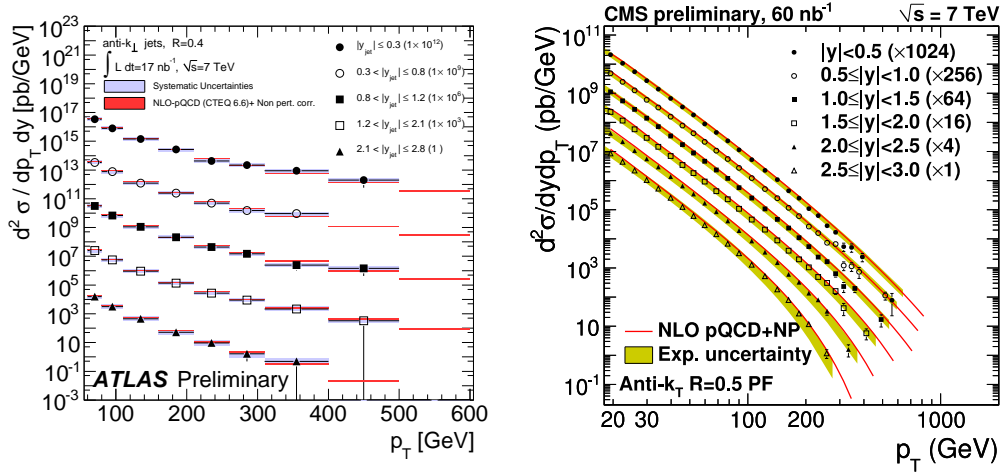 d² σ / dp_T dy [pb/GeV]
10²³
10²¹
10¹⁹
10¹⁷
10¹⁵
10¹³
10¹¹
10⁹
10⁷
10⁵
10³
10
10⁻¹
10⁻³
anti-k⊥ jets, R=0.4
∫ L dt=17 nb⁻¹, √s=7 TeV
Systematic Uncertainties
NLO-pQCD (CTEQ 6.6)+ Non pert. corr.
|y_jet| ≤ 0.3 (1×10¹²)
0.3 < |y_jet| ≤ 0.8 (1×10⁹)
0.8 < |y_jet| ≤ 1.2 (1×10⁶)
1.2 < |y_jet| ≤ 2.1 (1×10³)
2.1 < |y_jet| ≤ 2.8 (1)
ATLAS Preliminary
100 200 300 400 500 600
p_T [GeV]
CMS preliminary, 60 nb⁻¹ √s = 7 TeV
d²σ/dydp_T (pb/GeV)
10¹¹
10⁹
10⁷
10⁵
10³
10
10⁻¹
|y|<0.5 (×1024)
0.5≤|y|<1.0 (×256)
1.0≤|y|<1.5 (×64)
1.5≤|y|<2.0 (×16)
2.0≤|y|<2.5 (×4)
2.5≤|y|<3.0 (×1)
NLO pQCD+NP
Exp. uncertainty
Anti-k_T R=0.5 PF
20 30 100 200 1000
p_T (GeV)